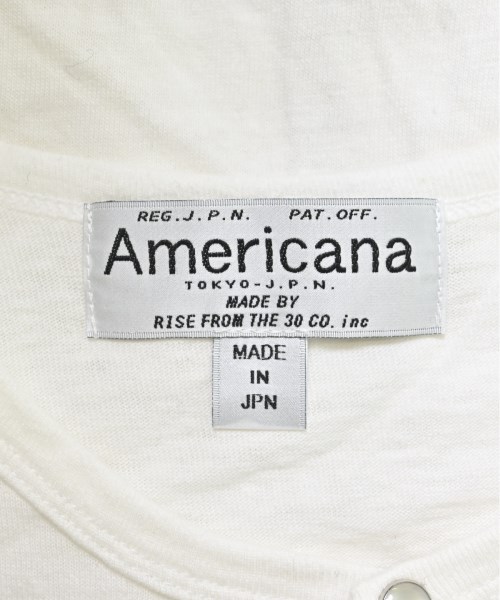 REG.J.P.N. PAT.OFF.
Americana
TOKYO-J.P.N.
MADE BY
RISE FROM THE 30 CO. inc
MADE
IN
JPN